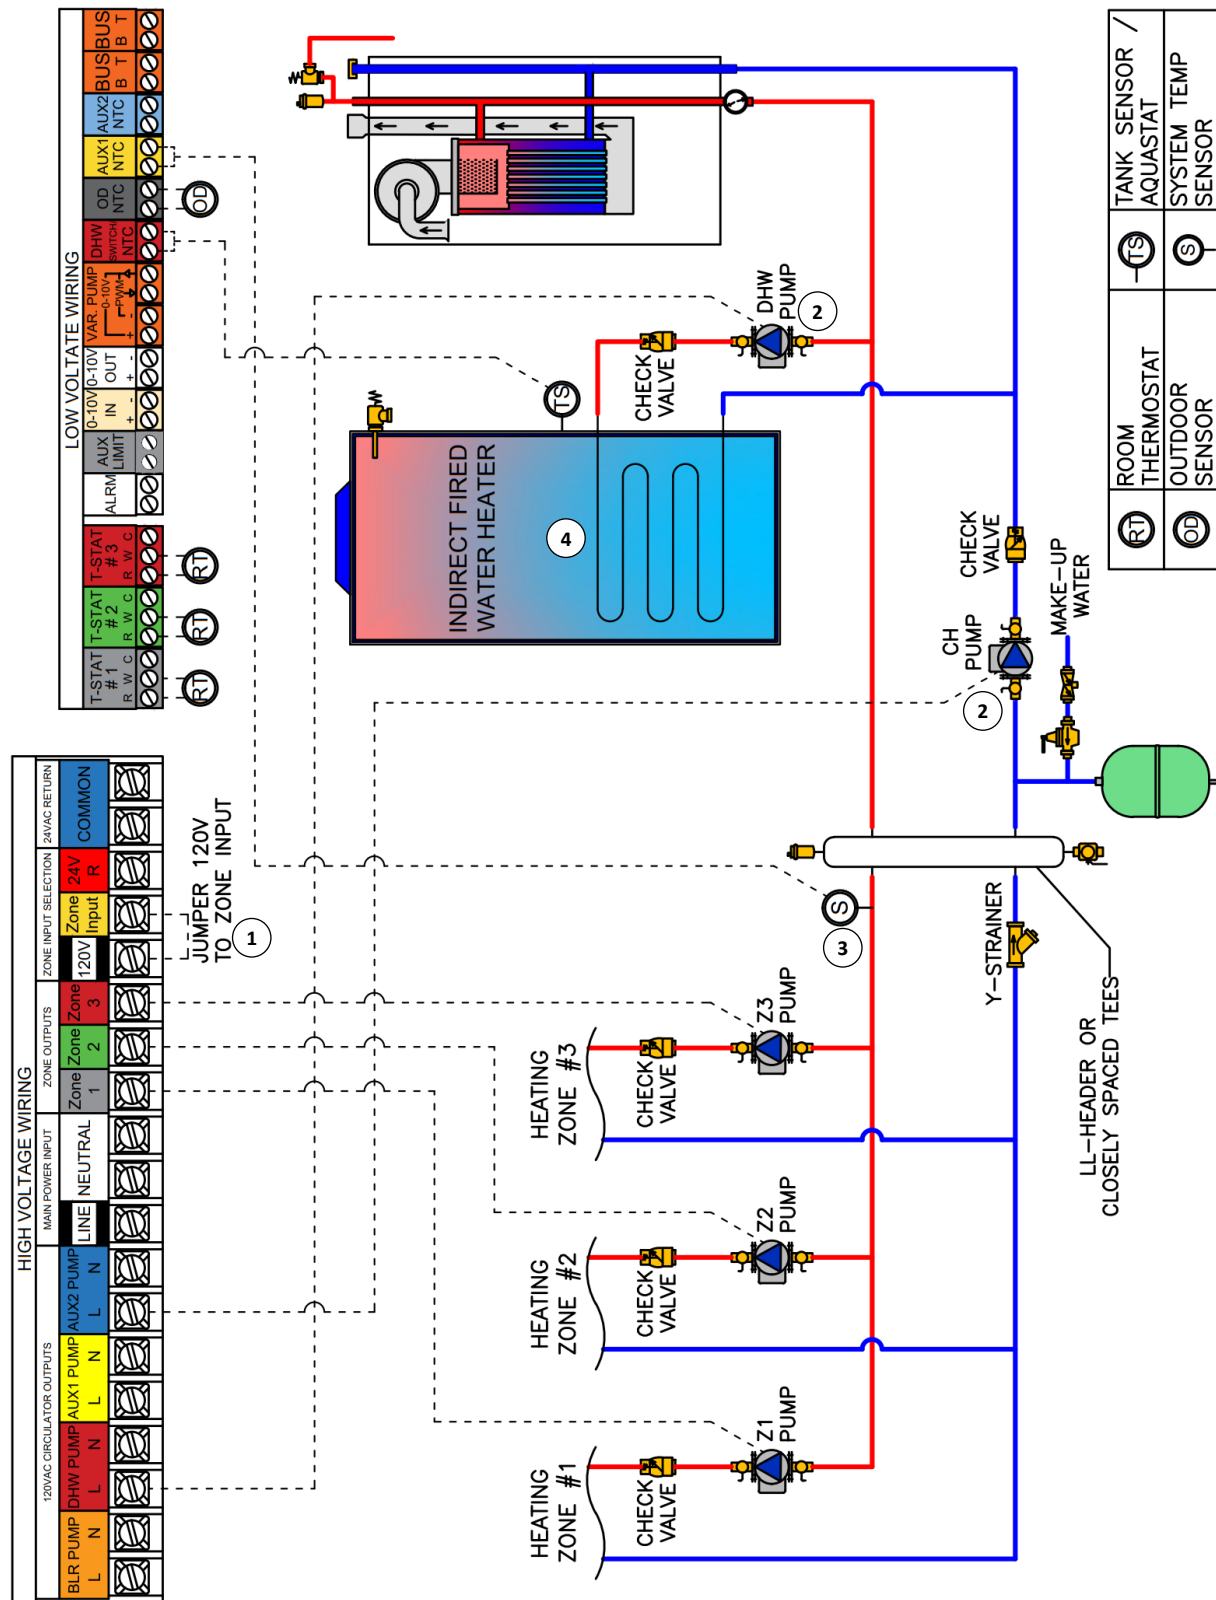 HIGH VOLTAGE WIRING
120VAC CIRCULATOR OUTPUTS
MAIN POWER INPUT
ZONE OUTPUTS
ZONE INPUT SELECTION
24VAC RETURN
BLR PUMP
L N
DHW PUMP
L N
AUX1 PUMP
L N
AUX2 PUMP
L N
LINE
NEUTRAL
Zone
1
Zone
2
Zone
3
120V
Zone
Input
24V
R
COMMON
JUMPER 120V
TO ZONE INPUT
1
LOW VOLTATE WIRING
T-STAT
# 1
R W C
T-STAT
# 2
R W C
T-STAT
# 3
R W C
ALRM
AUX
LIMIT
0-10V
IN
+ -
0-10V
OUT
+ -
VAR. PUMP
0-10V
PWM
+ -
DHW
SWITCH/
NTC
OD
NTC
AUX1
NTC
AUX2
NTC
BUS
B T
BUS
B T
RT
RT
RT
OD
INDIRECT FIRED
WATER HEATER
4
TS
CHECK
VALVE
DHW
PUMP
2
HEATING
ZONE #1
CHECK
VALVE
Z1
PUMP
HEATING
ZONE #2
CHECK
VALVE
Z2
PUMP
HEATING
ZONE #3
CHECK
VALVE
Z3
PUMP
S
3
CH
PUMP
2
CHECK
VALVE
MAKE-UP
WATER
Y-STRAINER
LL-HEADER OR
CLOSELY SPACED TEES
RT
ROOM
THERMOSTAT
TS
TANK SENSOR /
AQUASTAT
OD
OUTDOOR
SENSOR
S
SYSTEM TEMP
SENSOR